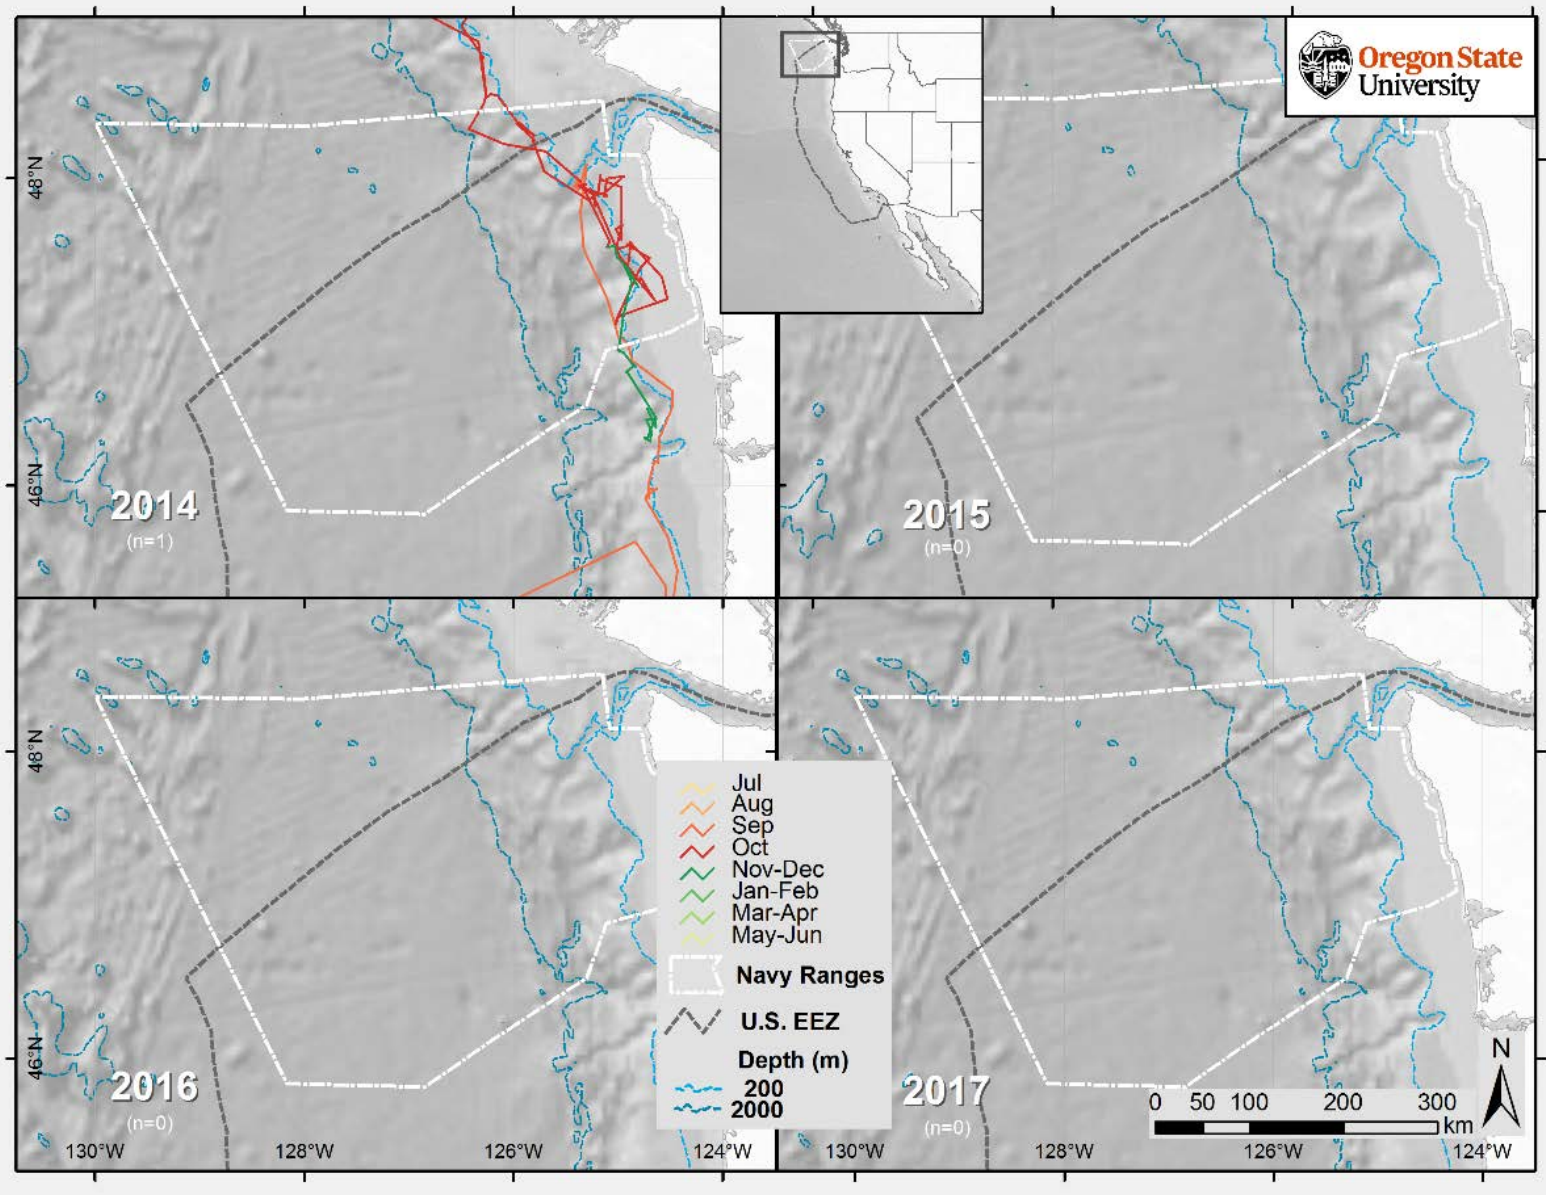 Oregon State
University
48°N
46°N
2014
(n=1)
2015
(n=0)
48°N
46°N
Jul
Aug
Sep
Oct
Nov-Dec
Jan-Feb
Mar-Apr
May-Jun
Navy Ranges
U.S. EEZ
Depth (m)
200
2000
2016
(n=0)
2017
(n=0)
N
0 50 100 200 300
km
130°W 128°W 126°W 130°W 128°W 126°W 124°W